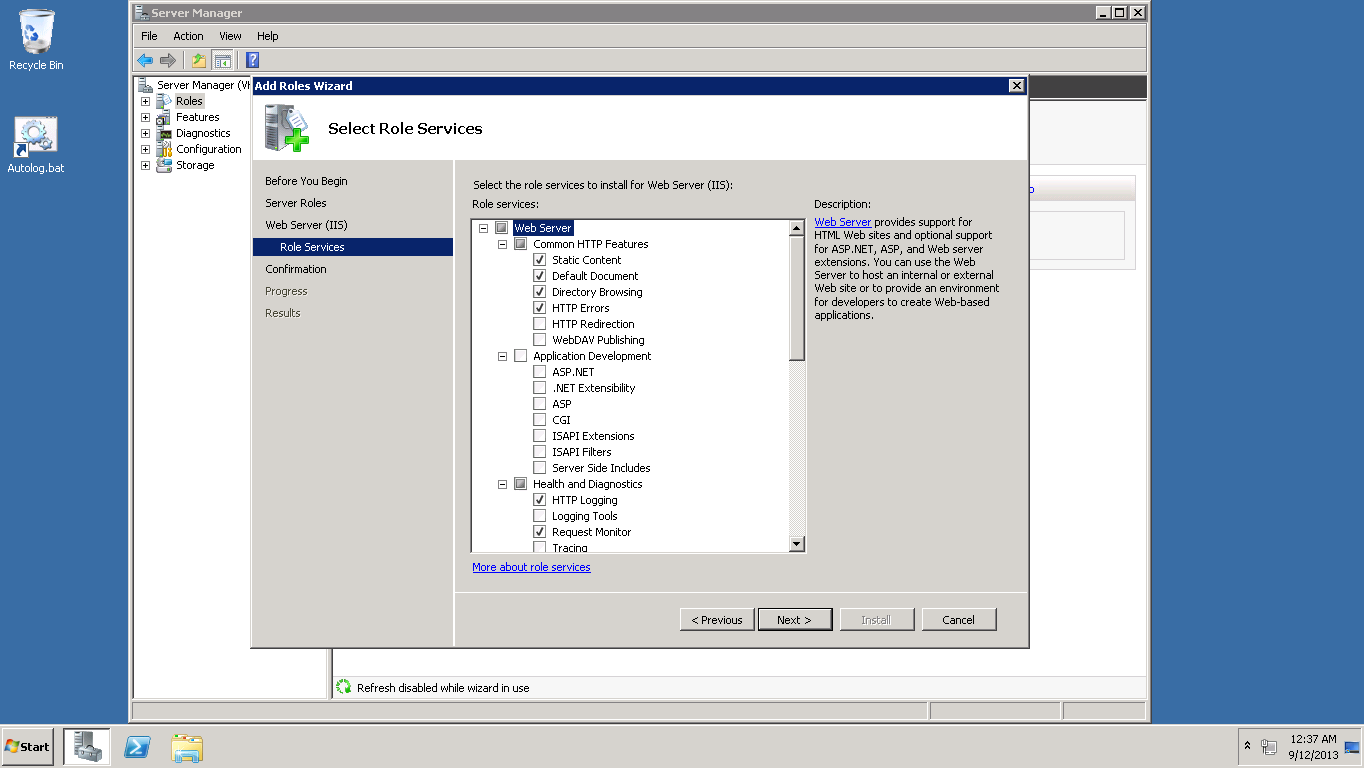 Recycle Bin
Autolog.bat
Server Manager
File Action View Help
Server Manager (
Roles
Features
Diagnostics
Configuration
Storage
Add Roles Wizard
Select Role Services
Before You Begin
Server Roles
Web Server (IIS)
Role Services
Confirmation
Progress
Results
Select the role services to install for Web Server (IIS):
Role services:
Web Server
Common HTTP Features
Static Content
Default Document
Directory Browsing
HTTP Errors
HTTP Redirection
WebDAV Publishing
Application Development
ASP.NET
.NET Extensibility
ASP
CGI
ISAPI Extensions
ISAPI Filters
Server Side Includes
Health and Diagnostics
HTTP Logging
Logging Tools
Request Monitor
Tracing
More about role services
Description:
Web Server provides support for
HTML Web sites and optional support
for ASP.NET, ASP, and Web server
extensions. You can use the Web
Server to host an internal or external
Web site or to provide an environment
for developers to create Web-based
applications.
< Previous
Next >
Install
Cancel
Refresh disabled while wizard in use
Start
12:37 AM
9/12/2013